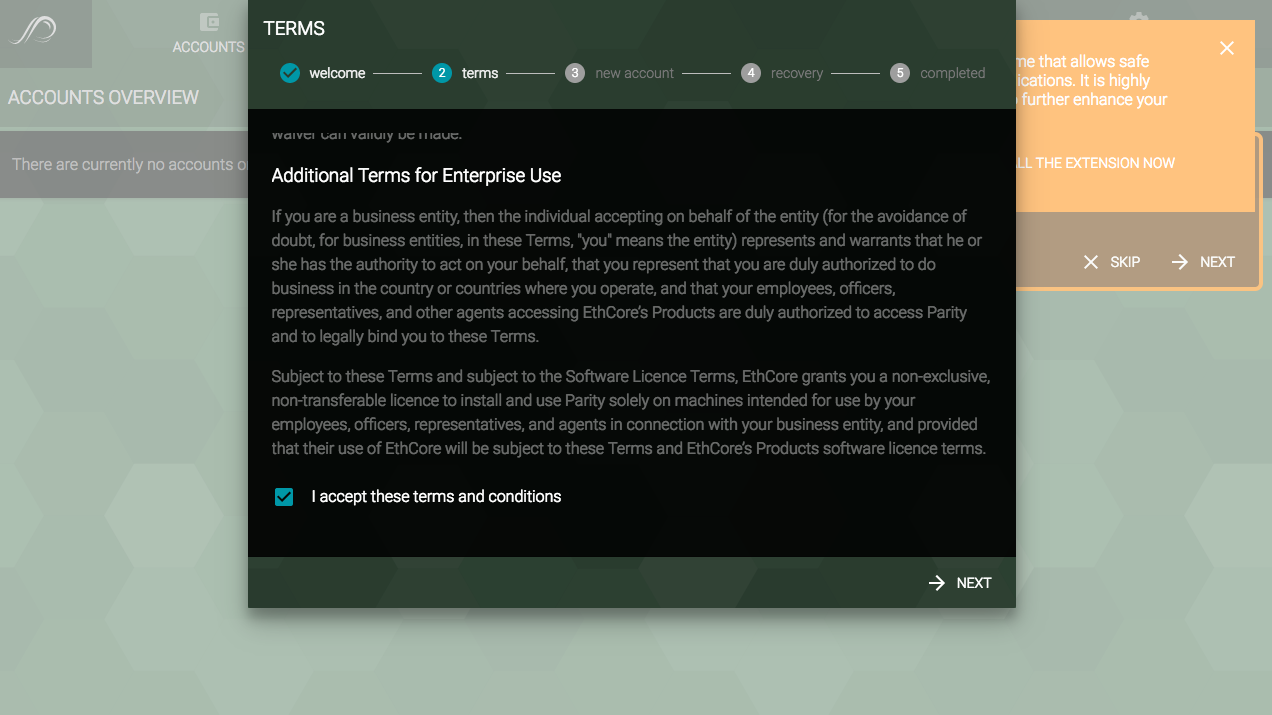 TERMS
welcome
2 terms
3 new account
4 recovery
5 completed
ACCOUNTS
ACCOUNTS OVERVIEW
There are currently no accounts
that allows safe
It is highly
further enhance your
THE EXTENSION NOW
SKIP
NEXT
waiver can validly be made.
Additional Terms for Enterprise Use
If you are a business entity, then the individual accepting on behalf of the entity (for the avoidance of
doubt, for business entities, in these Terms, "you" means the entity) represents and warrants that he or
she has the authority to act on your behalf, that you represent that you are duly authorized to do
business in the country or countries where you operate, and that your employees, officers,
representatives, and other agents accessing EthCore’s Products are duly authorized to access Parity
and to legally bind you to these Terms.
Subject to these Terms and subject to the Software Licence Terms, EthCore grants you a non-exclusive,
non-transferable licence to install and use Parity solely on machines intended for use by your
employees, officers, representatives, and agents in connection with your business entity, and provided
that their use of EthCore will be subject to these Terms and EthCore’s Products software licence terms.
I accept these terms and conditions
NEXT